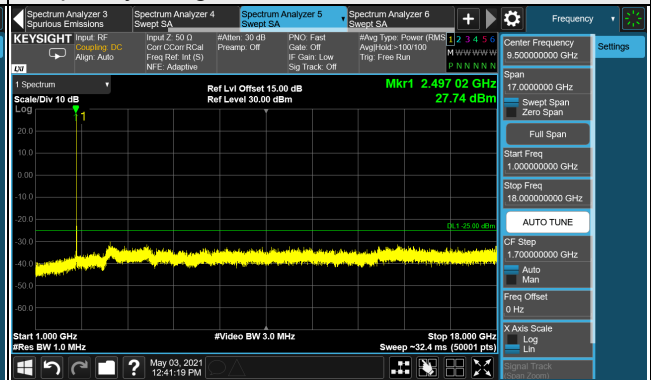 Spectrum Analyzer 3
Spurious Emissions
Spectrum Analyzer 4
Swept SA
Spectrum Analyzer 5
Swept SA
Spectrum Analyzer 6
Swept SA
+
Frequency
KEYSIGHT
Input: RF
Coupling: DC
Align: Auto
Input Z: 50 Ω
Corr CCorr RCal
Freq Ref: Int (S)
NFE: Adaptive
#Atten: 30 dB
Preamp: Off
PNO: Fast
Gate: Off
IF Gain: Low
Sig Track: Off
#Avg Type: Power (RMS
Avg|Hold:>100/100
Trig: Free Run
1 2 3 4 5 6
M W W W W W
P N N N N N
LXI
1 Spectrum
Scale/Div 10 dB
Log
Ref Lvl Offset 15.00 dB
Ref Level 30.00 dBm
Mkr1 2.497 02 GHz
27.74 dBm
1
20.0
10.0
0.00
-10.0
-20.0
-30.0
-40.0
-50.0
-60.0
DL1 -25.00 dBm
Start 1.000 GHz
#Res BW 1.0 MHz
#Video BW 3.0 MHz
Stop 18.000 GHz
Sweep ~32.4 ms (50001 pts)
Center Frequency
9.500000000 GHz
Settings
Span
17.0000000 GHz
Swept Span
Zero Span
Full Span
Start Freq
1.000000000 GHz
Stop Freq
18.00000000 GHz
AUTO TUNE
CF Step
1.700000000 GHz
Auto
Man
Freq Offset
0 Hz
X Axis Scale
Log
Lin
Signal Track
(Span Zoom)
?
May 03, 2021
12:41:19 PM